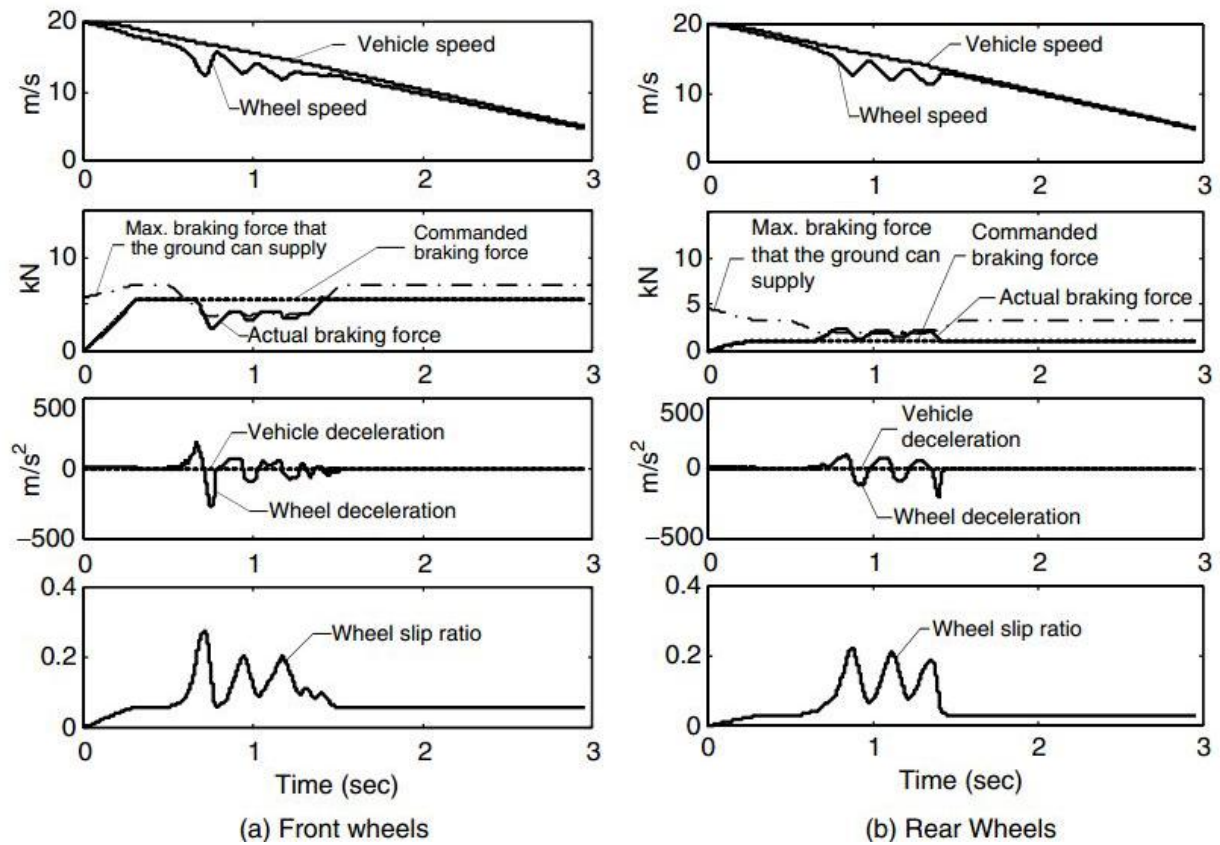 20
10
0
m/s
Vehicle speed
Wheel speed
0 1 2 3
10
5
0
kN
Max. braking force that
the ground can supply
Commanded
braking force
Actual braking force
0 1 2 3
500
0
−500
m/s²
Vehicle deceleration
Wheel deceleration
0 1 2 3
0.4
0.2
0
Wheel slip ratio
0 1 2 3
Time (sec)
(a) Front wheels
20
10
0
m/s
Vehicle speed
Wheel speed
0 1 2 3
10
5
0
kN
Max. braking force
that the ground can
supply
Commanded
braking force
Actual braking force
0 1 2 3
500
0
−500
m/s²
Vehicle
deceleration
Wheel deceleration
0 1 2 3
0.4
0.2
0
Wheel slip ratio
0 1 2 3
Time (sec)
(b) Rear Wheels